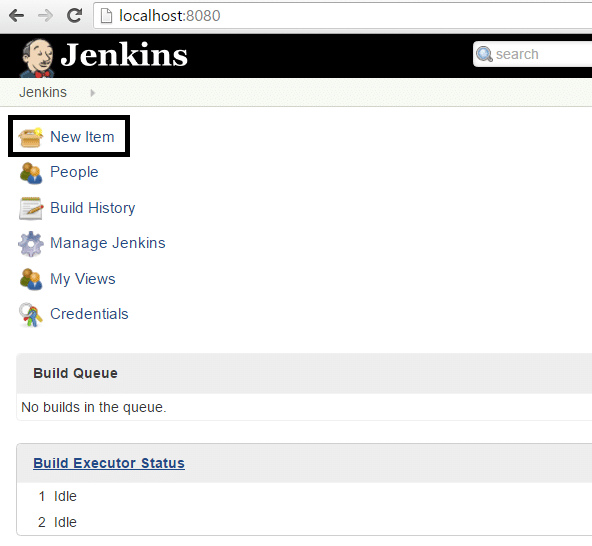 localhost:8080
Jenkins
search
Jenkins
New Item
People
Build History
Manage Jenkins
My Views
Credentials
Build Queue
No builds in the queue.
Build Executor Status
1 Idle
2 Idle